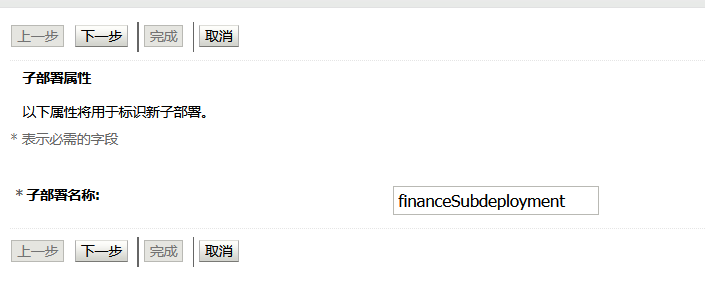 上一步 下一步 完成 取消
子部署属性
以下属性将用于标识新子部署。
* 表示必需的字段
* 子部署名称: financeSubdeployment
上一步 下一步 完成 取消